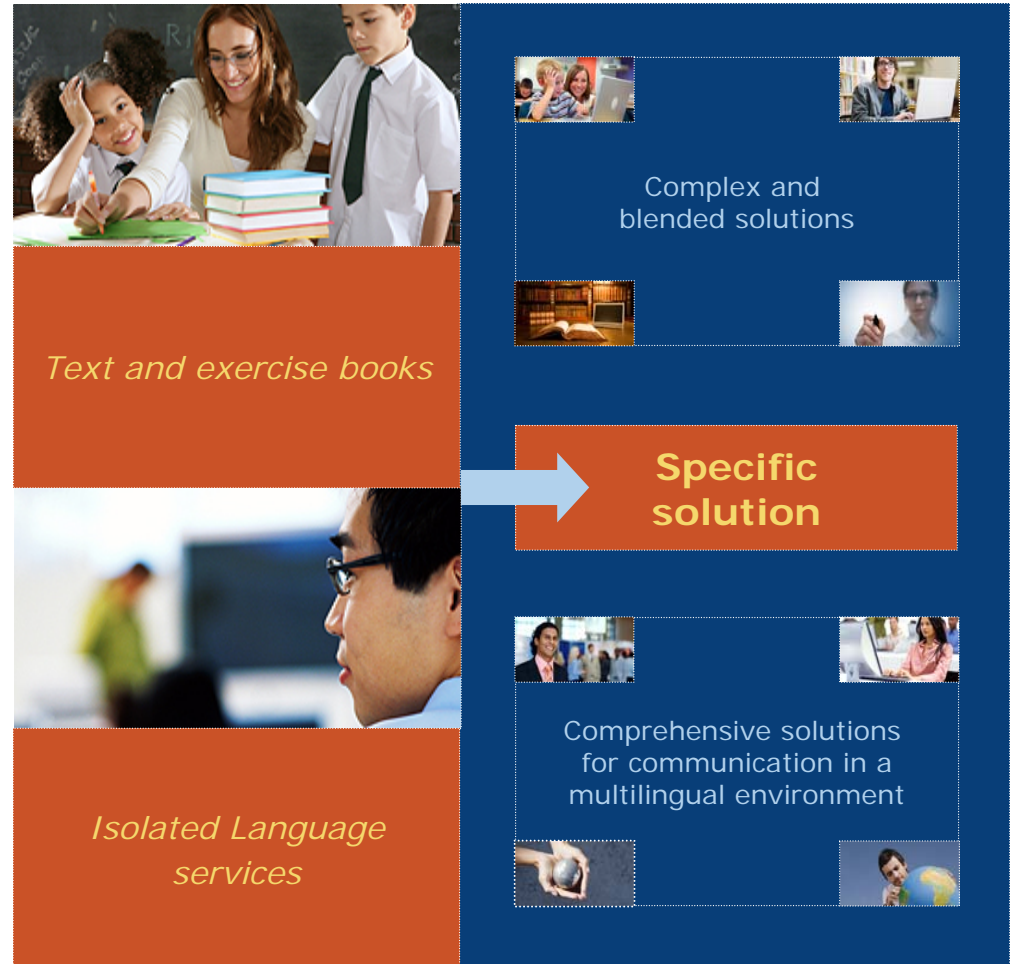 Text and exercise books
Isolated Language
services
Complex and
blended solutions
Specific
solution
Comprehensive solutions
for communication in a
multilingual environment